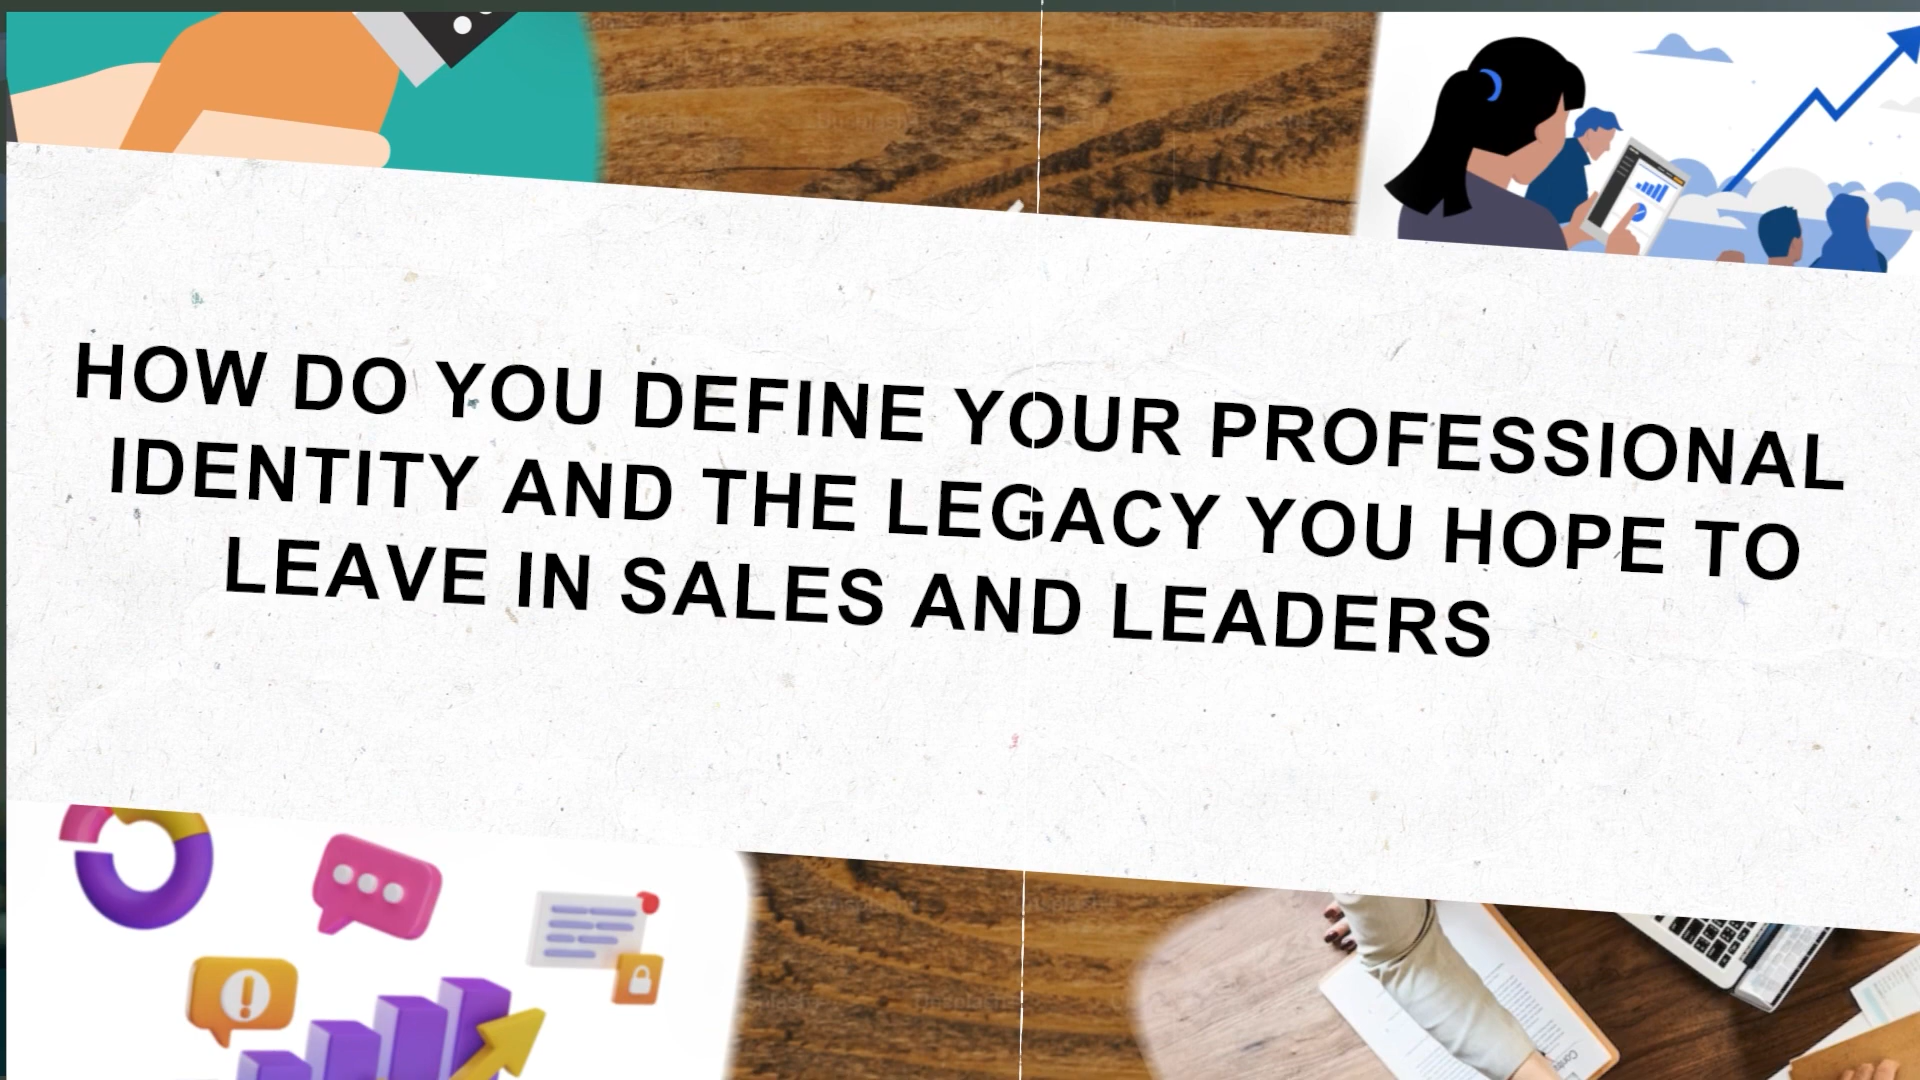 HOW DO YOU DEFINE YOUR PROFESSIONAL
IDENTITY AND THE LEGACY YOU HOPE TO
LEAVE IN SALES AND LEADERS